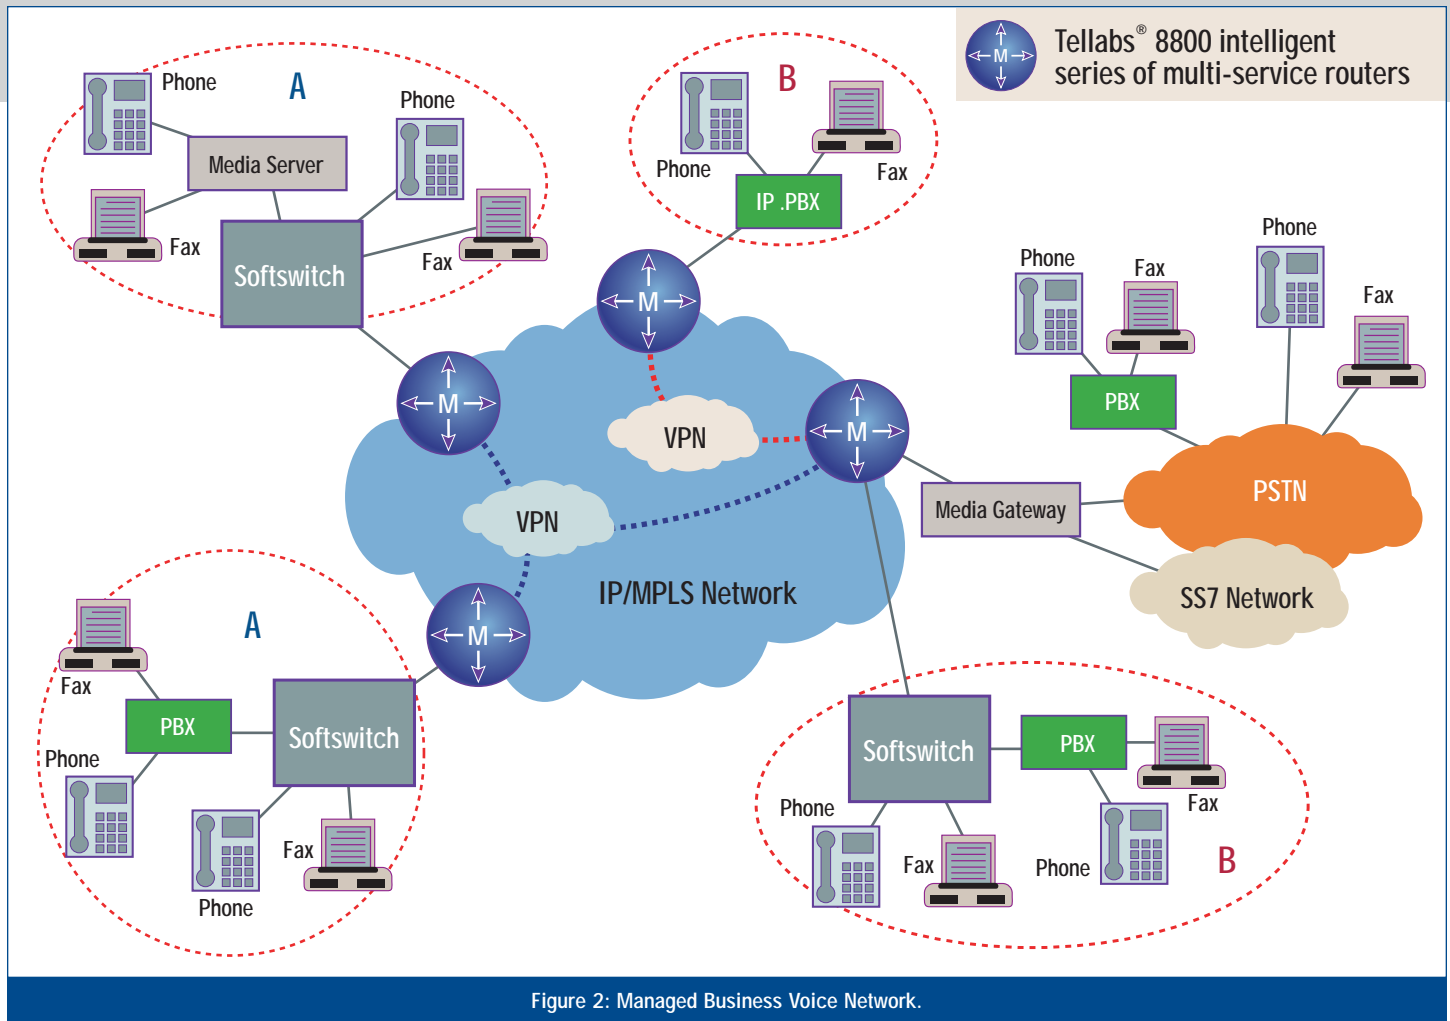 Tellabs® 8800 intelligent
series of multi-service routers
M
A
Phone
Phone
Media Server
Fax
Fax
Softswitch
B
Phone
Fax
IP .PBX
M
M
M
M
VPN
VPN
IP/MPLS Network
Phone
Fax
PBX
Phone
Fax
Media Gateway
PSTN
SS7 Network
A
Fax
PBX
Phone
Softswitch
Phone
Fax
Softswitch
PBX
Fax
Phone
Fax
Phone
B
Figure 2: Managed Business Voice Network.